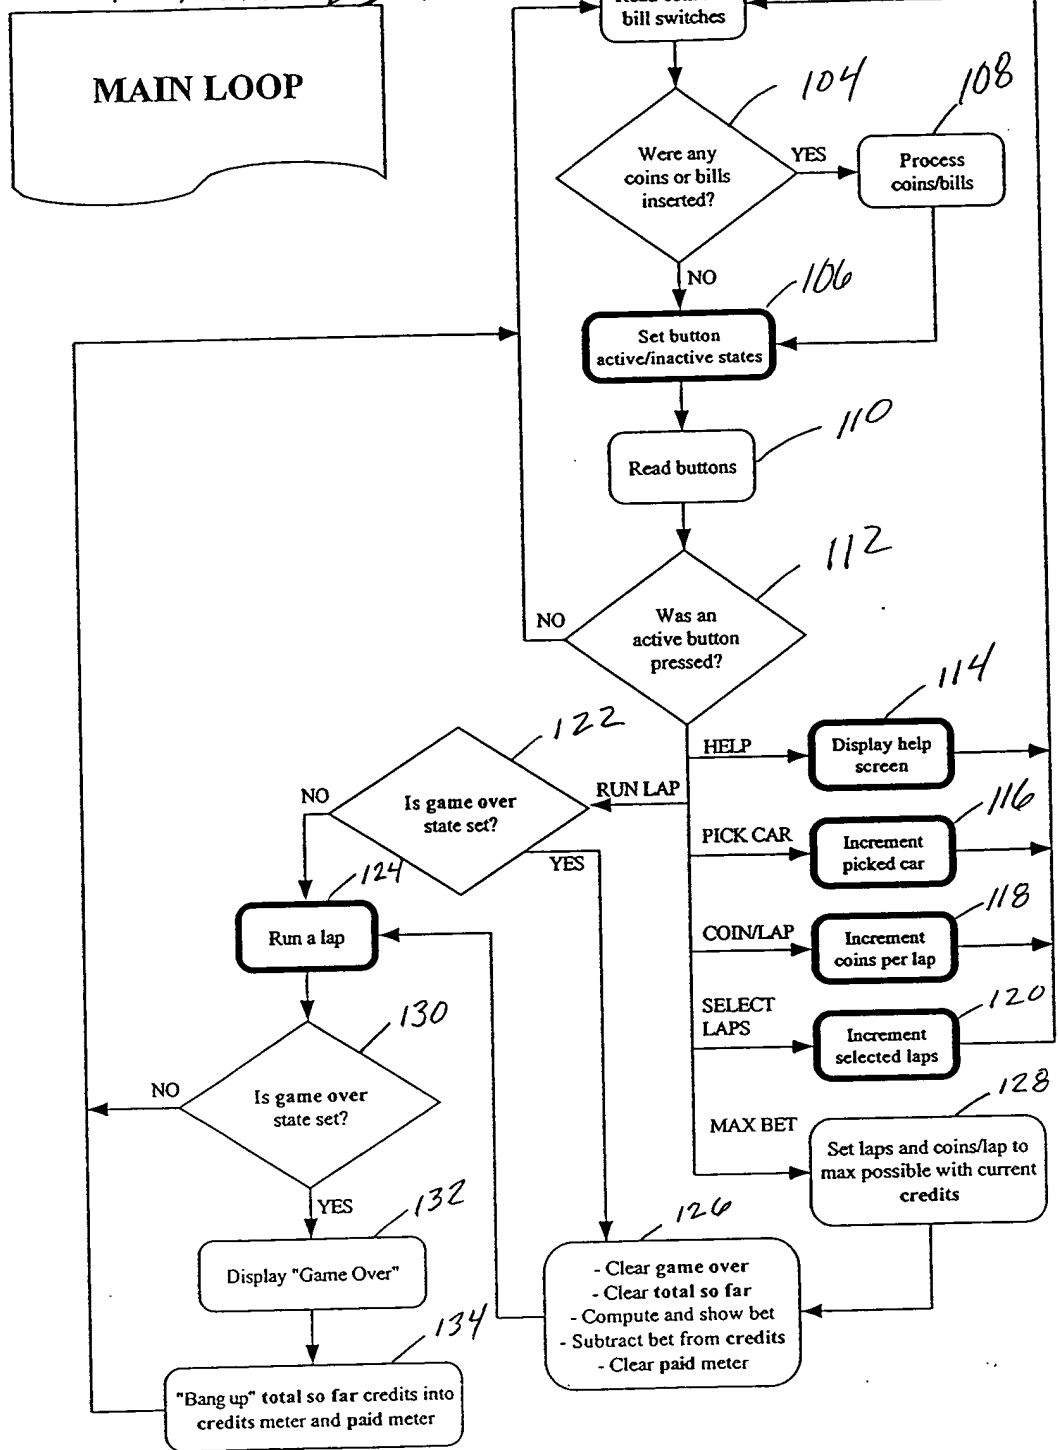 MAIN LOOP
bill switches
104
108
Were any
coins or bills
inserted?
YES
Process
coins/bills
NO
106
Set button
active/inactive states
110
Read buttons
112
Was an
active button
pressed?
NO
114
HELP
Display help
screen
122
Is game over
state set?
NO
RUN LAP
YES
116
PICK CAR
Increment
picked car
124
Run a lap
118
COIN/LAP
Increment
coins per lap
120
SELECT
LAPS
Increment
selected laps
130
Is game over
state set?
NO
YES
128
MAX BET
Set laps and coins/lap to
max possible with current
credits
132
Display "Game Over"
126
- Clear game over
- Clear total so far
- Compute and show bet
- Subtract bet from credits
- Clear paid meter
134
"Bang up" total so far credits into
credits meter and paid meter